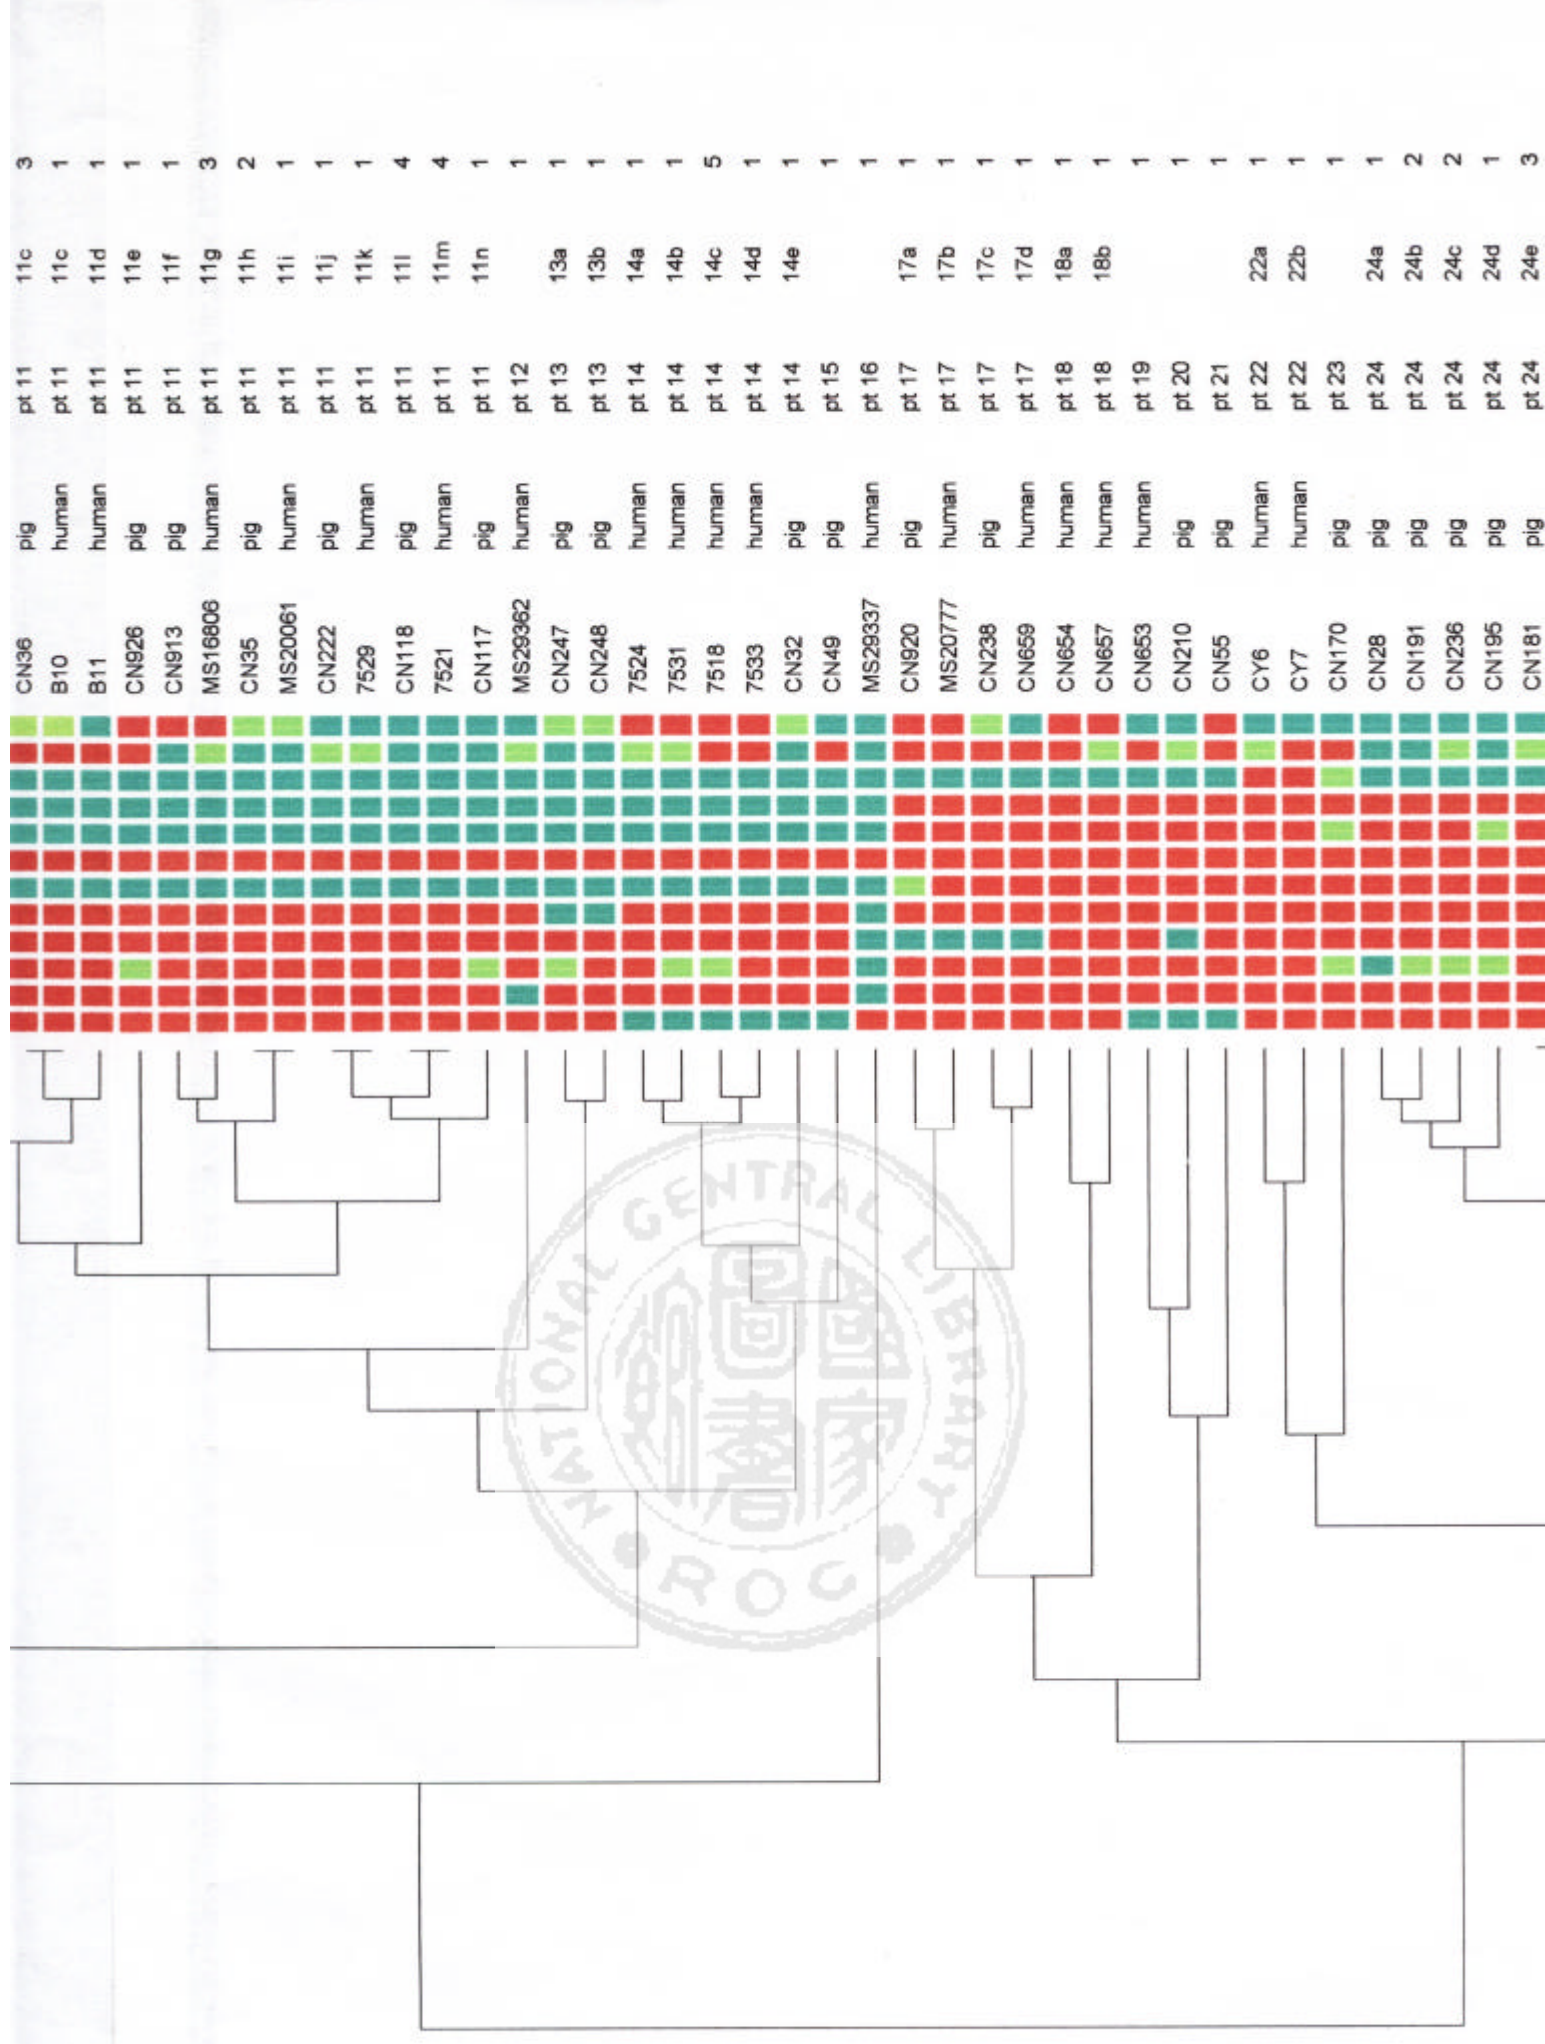 CN36 pig pt 11 11c 3
B10 human pt 11 11c 1
B11 human pt 11 11d 1
CN926 pig pt 11 11e 1
CN913 pig pt 11 11f 1
MS16806 human pt 11 11g 3
CN35 pig pt 11 11h 2
MS20061 human pt 11 11i 1
CN222 pig pt 11 11j 1
7529 human pt 11 11k 1
CN118 pig pt 11 11l 4
7521 human pt 11 11m 4
CN117 pig pt 11 11n 1
MS29362 human pt 12 1
CN247 pig pt 13 13a 1
CN248 pig pt 13 13b 1
7524 human pt 14 14a 1
7531 human pt 14 14b 1
7518 human pt 14 14c 5
7533 human pt 14 14d 1
CN32 pig pt 14 14e 1
CN49 pig pt 15 1
MS29337 human pt 16 1
CN920 pig pt 17 17a 1
MS20777 human pt 17 17b 1
CN238 pig pt 17 17c 1
CN659 human pt 17 17d 1
CN654 human pt 18 18a 1
CN657 human pt 18 18b 1
CN653 human pt 19 1
CN210 pig pt 20 1
CN55 pig pt 21 1
CY6 human pt 22 22a 1
CY7 human pt 22 22b 1
CN170 pig pt 23 1
CN28 pig pt 24 24a 1
CN191 pig pt 24 24b 2
CN236 pig pt 24 24c 2
CN195 pig pt 24 24d 1
CN181 pig pt 24 24e 3
NATIONAL CENTRAL LIBRARY
ROC